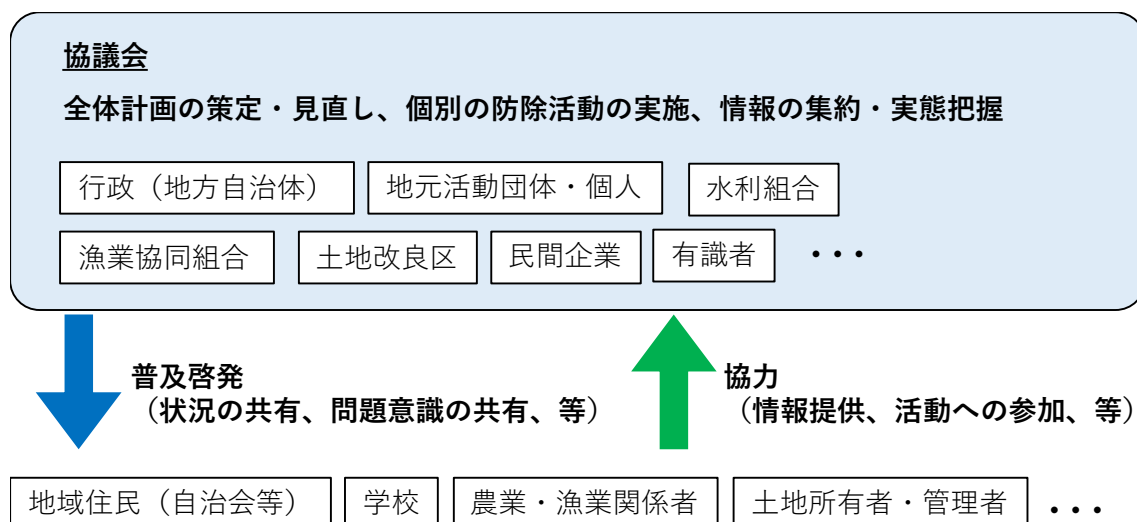 協議会
全体計画の策定・見直し、個別の防除活動の実施、情報の集約・実態把握
行政（地方自治体）
地元活動団体・個人
水利組合
漁業協同組合
土地改良区
民間企業
有識者
・・・
普及啓発
（状況の共有、問題意識の共有、等）
協力
（情報提供、活動への参加、等）
地域住民（自治会等）
学校
農業・漁業関係者
土地所有者・管理者
・・・